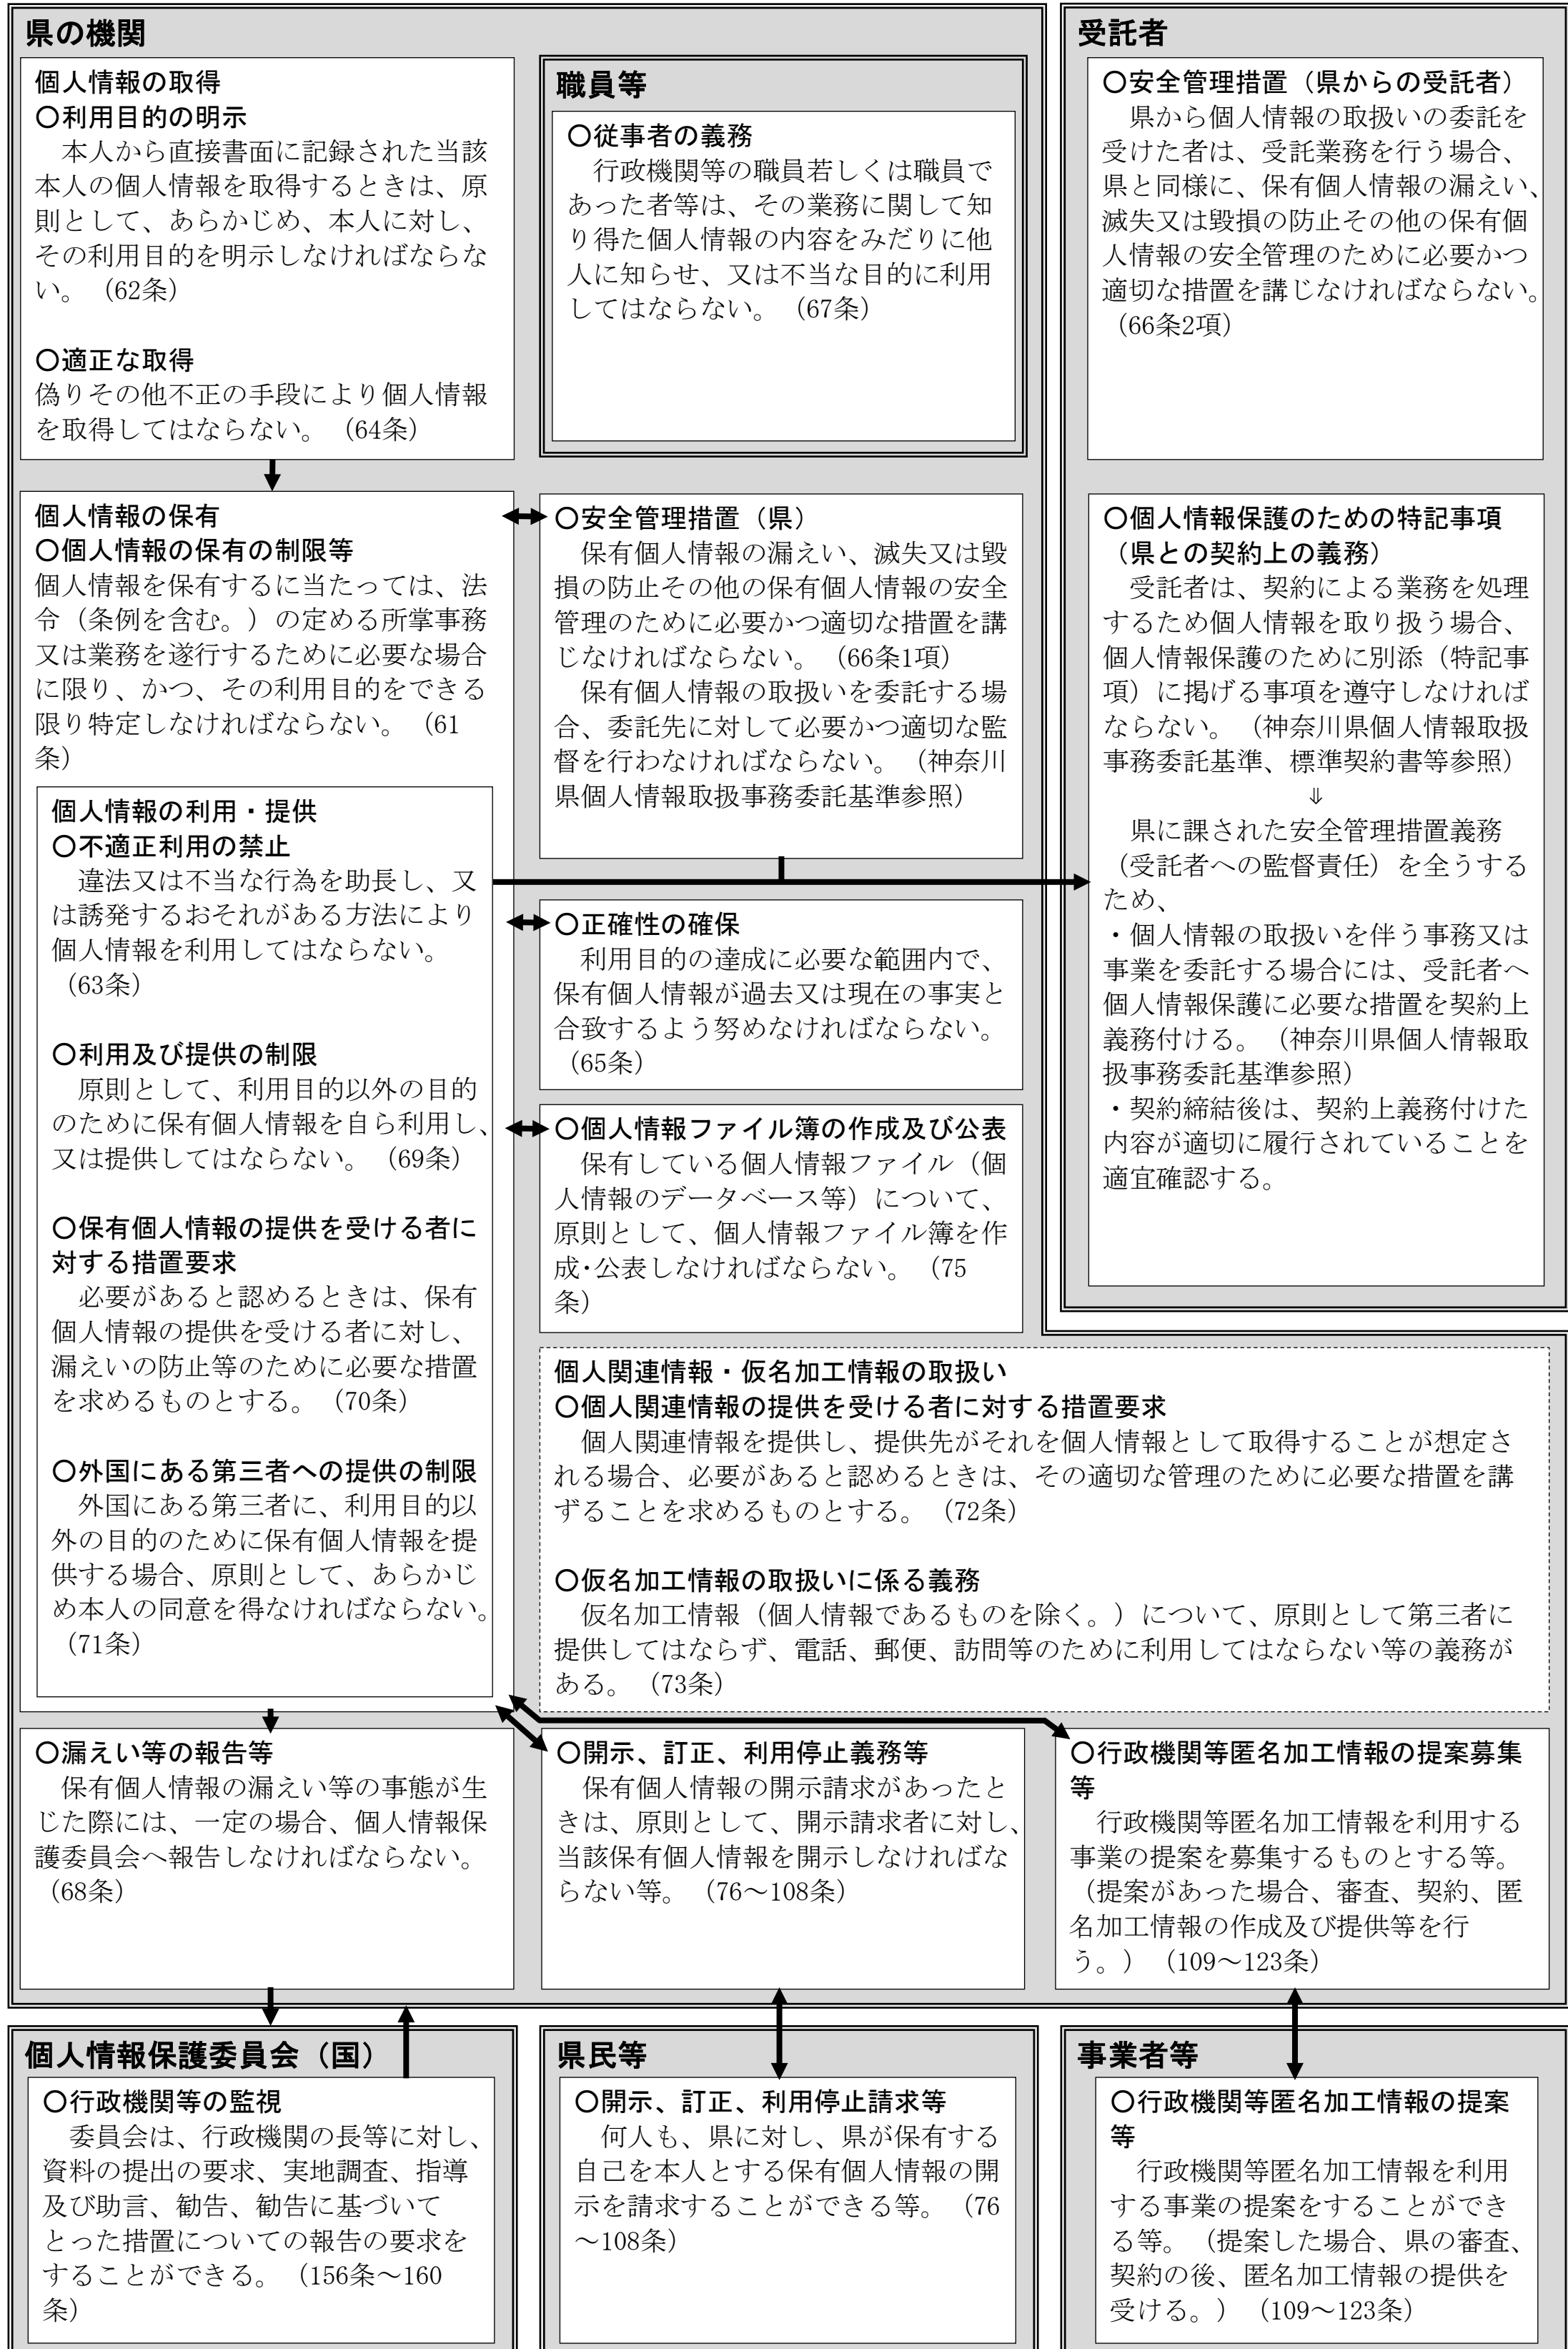 県の機関
個人情報の取得
○利用目的の明示
　本人から直接書面に記録された当該
本人の個人情報を取得するときは、原
則として、あらかじめ、本人に対し、
その利用目的を明示しなければならな
い。（62条）
○適正な取得
偽りその他不正の手段により個人情報
を取得してはならない。（64条）
職員等
○従事者の義務
　行政機関等の職員若しくは職員で
あった者等は、その業務に関して知
り得た個人情報の内容をみだりに他
人に知らせ、又は不当な目的に利用
してはならない。（67条）
受託者
○安全管理措置（県からの受託者）
　県から個人情報の取扱いの委託を
受けた者は、受託業務を行う場合、
県と同様に、保有個人情報の漏えい、
滅失又は毀損の防止その他の保有個
人情報の安全管理のために必要かつ
適切な措置を講じなければならない。
（66条2項）
個人情報の保有
○個人情報の保有の制限等
個人情報を保有するに当たっては、法
令（条例を含む。）の定める所掌事務
又は業務を遂行するために必要な場合
に限り、かつ、その利用目的をできる
限り特定しなければならない。（61
条）
○安全管理措置（県）
　保有個人情報の漏えい、滅失又は毀
損の防止その他の保有個人情報の安全
管理のために必要かつ適切な措置を講
じなければならない。（66条1項）
　保有個人情報の取扱いを委託する場
合、委託先に対して必要かつ適切な監
督を行わなければならない。（神奈川
県個人情報取扱事務委託基準参照）
○個人情報保護のための特記事項
（県との契約上の義務）
　受託者は、契約による業務を処理
するため個人情報を取り扱う場合、
個人情報保護のために別添（特記事
項）に掲げる事項を遵守しなければ
ならない。（神奈川県個人情報取扱
事務委託基準、標準契約書等参照）
⇓
　県に課された安全管理措置義務
（受託者への監督責任）を全うする
ため、
・個人情報の取扱いを伴う事務又は
事業を委託する場合には、受託者へ
個人情報保護に必要な措置を契約上
義務付ける。（神奈川県個人情報取
扱事務委託基準参照）
・契約締結後は、契約上義務付けた
内容が適切に履行されていることを
適宜確認する。
個人情報の利用・提供
○不適正利用の禁止
　違法又は不当な行為を助長し、又
は誘発するおそれがある方法により
個人情報を利用してはならない。
（63条）
○利用及び提供の制限
　原則として、利用目的以外の目的
のために保有個人情報を自ら利用し、
又は提供してはならない。（69条）
○保有個人情報の提供を受ける者に
対する措置要求
　必要があると認めるときは、保有
個人情報の提供を受ける者に対し、
漏えいの防止等のために必要な措置
を求めるものとする。（70条）
○外国にある第三者への提供の制限
　外国にある第三者に、利用目的以
外の目的のために保有個人情報を提
供する場合、原則として、あらかじ
め本人の同意を得なければならない。
（71条）
○正確性の確保
　利用目的の達成に必要な範囲内で、
保有個人情報が過去又は現在の事実と
合致するよう努めなければならない。
（65条）
○個人情報ファイル簿の作成及び公表
　保有している個人情報ファイル（個
人情報のデータベース等）について、
原則として、個人情報ファイル簿を作
成･公表しなければならない。（75
条）
個人関連情報・仮名加工情報の取扱い
○個人関連情報の提供を受ける者に対する措置要求
　個人関連情報を提供し、提供先がそれを個人情報として取得することが想定さ
れる場合、必要があると認めるときは、その適切な管理のために必要な措置を講
ずることを求めるものとする。（72条）
○仮名加工情報の取扱いに係る義務
　仮名加工情報（個人情報であるものを除く。）について、原則として第三者に
提供してはならず、電話、郵便、訪問等のために利用してはならない等の義務が
ある。（73条）
○漏えい等の報告等
　保有個人情報の漏えい等の事態が生
じた際には、一定の場合、個人情報保
護委員会へ報告しなければならない。
（68条）
○開示、訂正、利用停止義務等
　保有個人情報の開示請求があったと
きは、原則として、開示請求者に対し、
当該保有個人情報を開示しなければな
らない等。（76～108条）
○行政機関等匿名加工情報の提案募集
等
　行政機関等匿名加工情報を利用する
事業の提案を募集するものとする等。
（提案があった場合、審査、契約、匿
名加工情報の作成及び提供等を行
う。）（109～123条）
個人情報保護委員会（国）
○行政機関等の監視
　委員会は、行政機関の長等に対し、
資料の提出の要求、実地調査、指導
及び助言、勧告、勧告に基づいて
とった措置についての報告の要求を
することができる。（156条～160
条）
県民等
○開示、訂正、利用停止請求等
　何人も、県に対し、県が保有する
自己を本人とする保有個人情報の開
示を請求することができる等。（76
～108条）
事業者等
○行政機関等匿名加工情報の提案
等
　行政機関等匿名加工情報を利用
する事業の提案をすることができ
る等。（提案した場合、県の審査、
契約の後、匿名加工情報の提供を
受ける。）（109～123条）